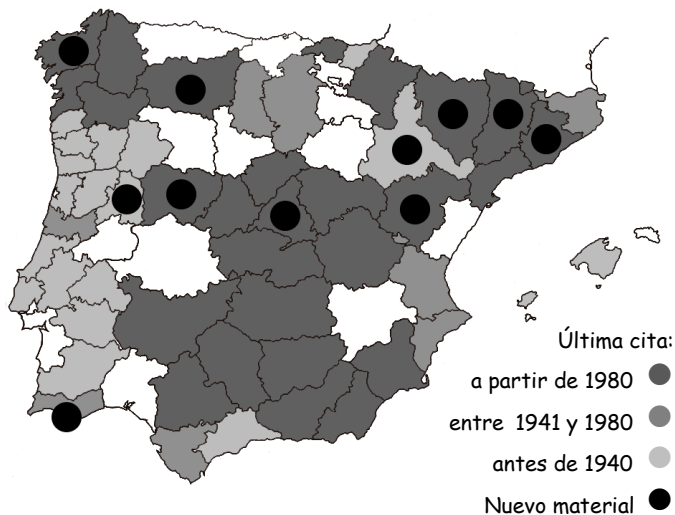 Última cita:
a partir de 1980
entre 1941 y 1980
antes de 1940
Nuevo material